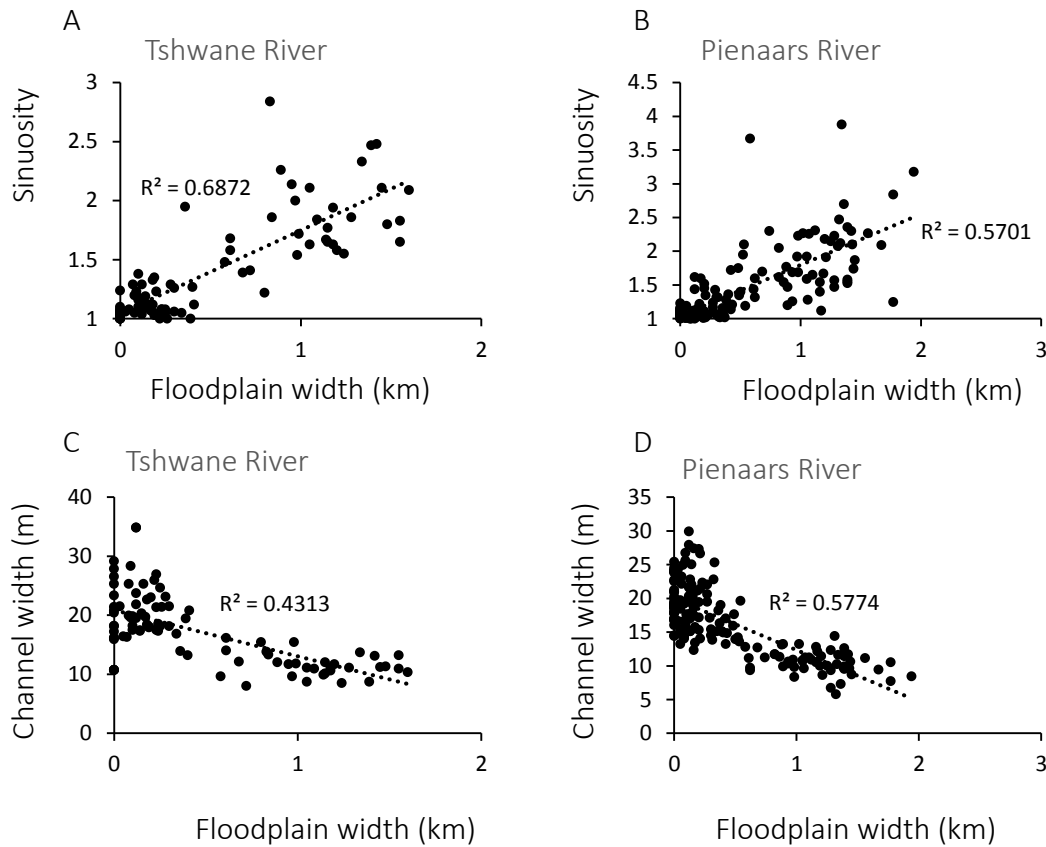 A
Tshwane River
Sinuosity
3
2.5
2
1.5
1
R² = 0.6872
0 1 2
Floodplain width (km)
B
Pienaars River
Sinuosity
4.5
4
3.5
3
2.5
2
1.5
1
R² = 0.5701
0 1 2 3
Floodplain width (km)
C
Tshwane River
Channel width (m)
40
30
20
10
0
R² = 0.4313
0 1 2
Floodplain width (km)
D
Pienaars River
Channel width (m)
35
30
25
20
15
10
5
0
R² = 0.5774
0 1 2 3
Floodplain width (km)